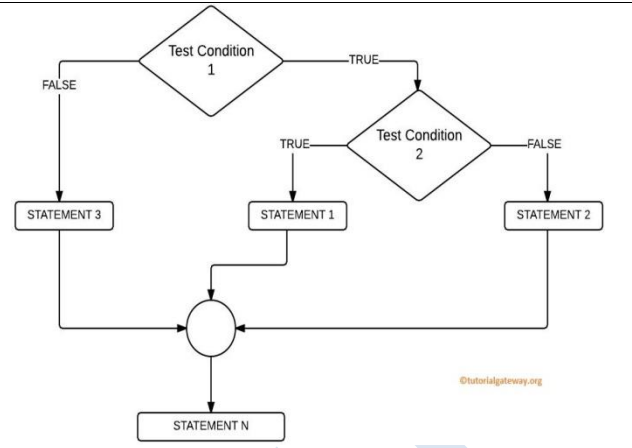 Test Condition
1
FALSE
TRUE
Test Condition
2
TRUE
FALSE
STATEMENT 3
STATEMENT 1
STATEMENT 2
©tutorialgateway.org
STATEMENT N